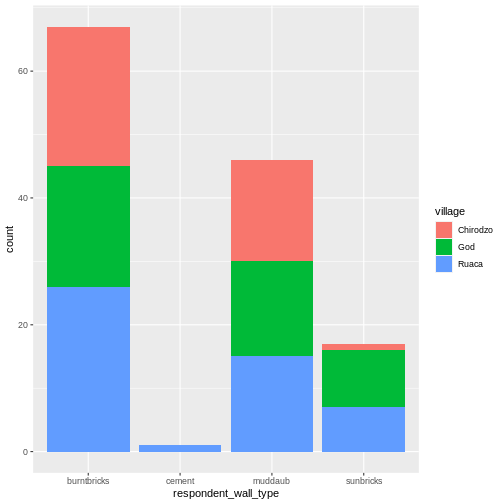 60
40
20
0
count
burntbricks cement muddaub sunbricks
respondent_wall_type
village
Chirodzo
God
Ruaca